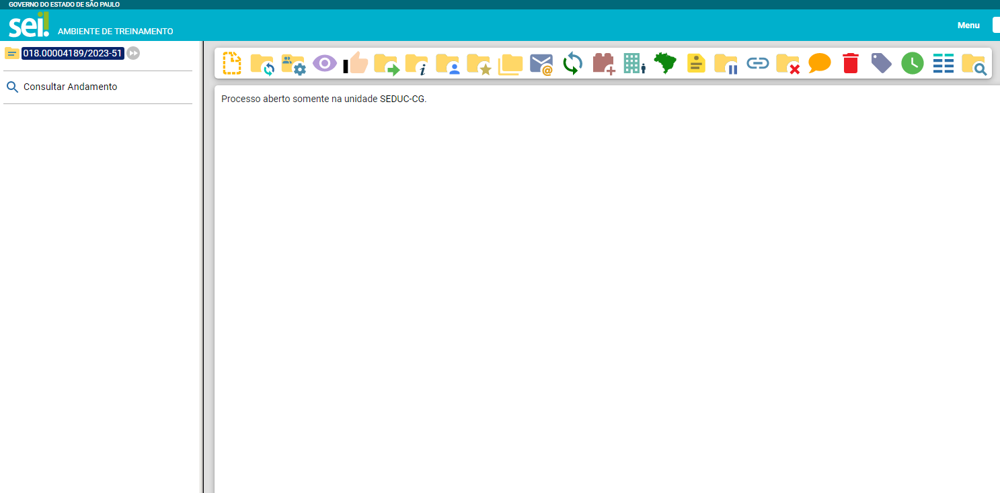 GOVERNO DO ESTADO DE SÃO PAULO
sei!
AMBIENTE DE TREINAMENTO
Menu
018.00004189/2023-51
Consultar Andamento
Processo aberto somente na unidade SEDUC-CG.